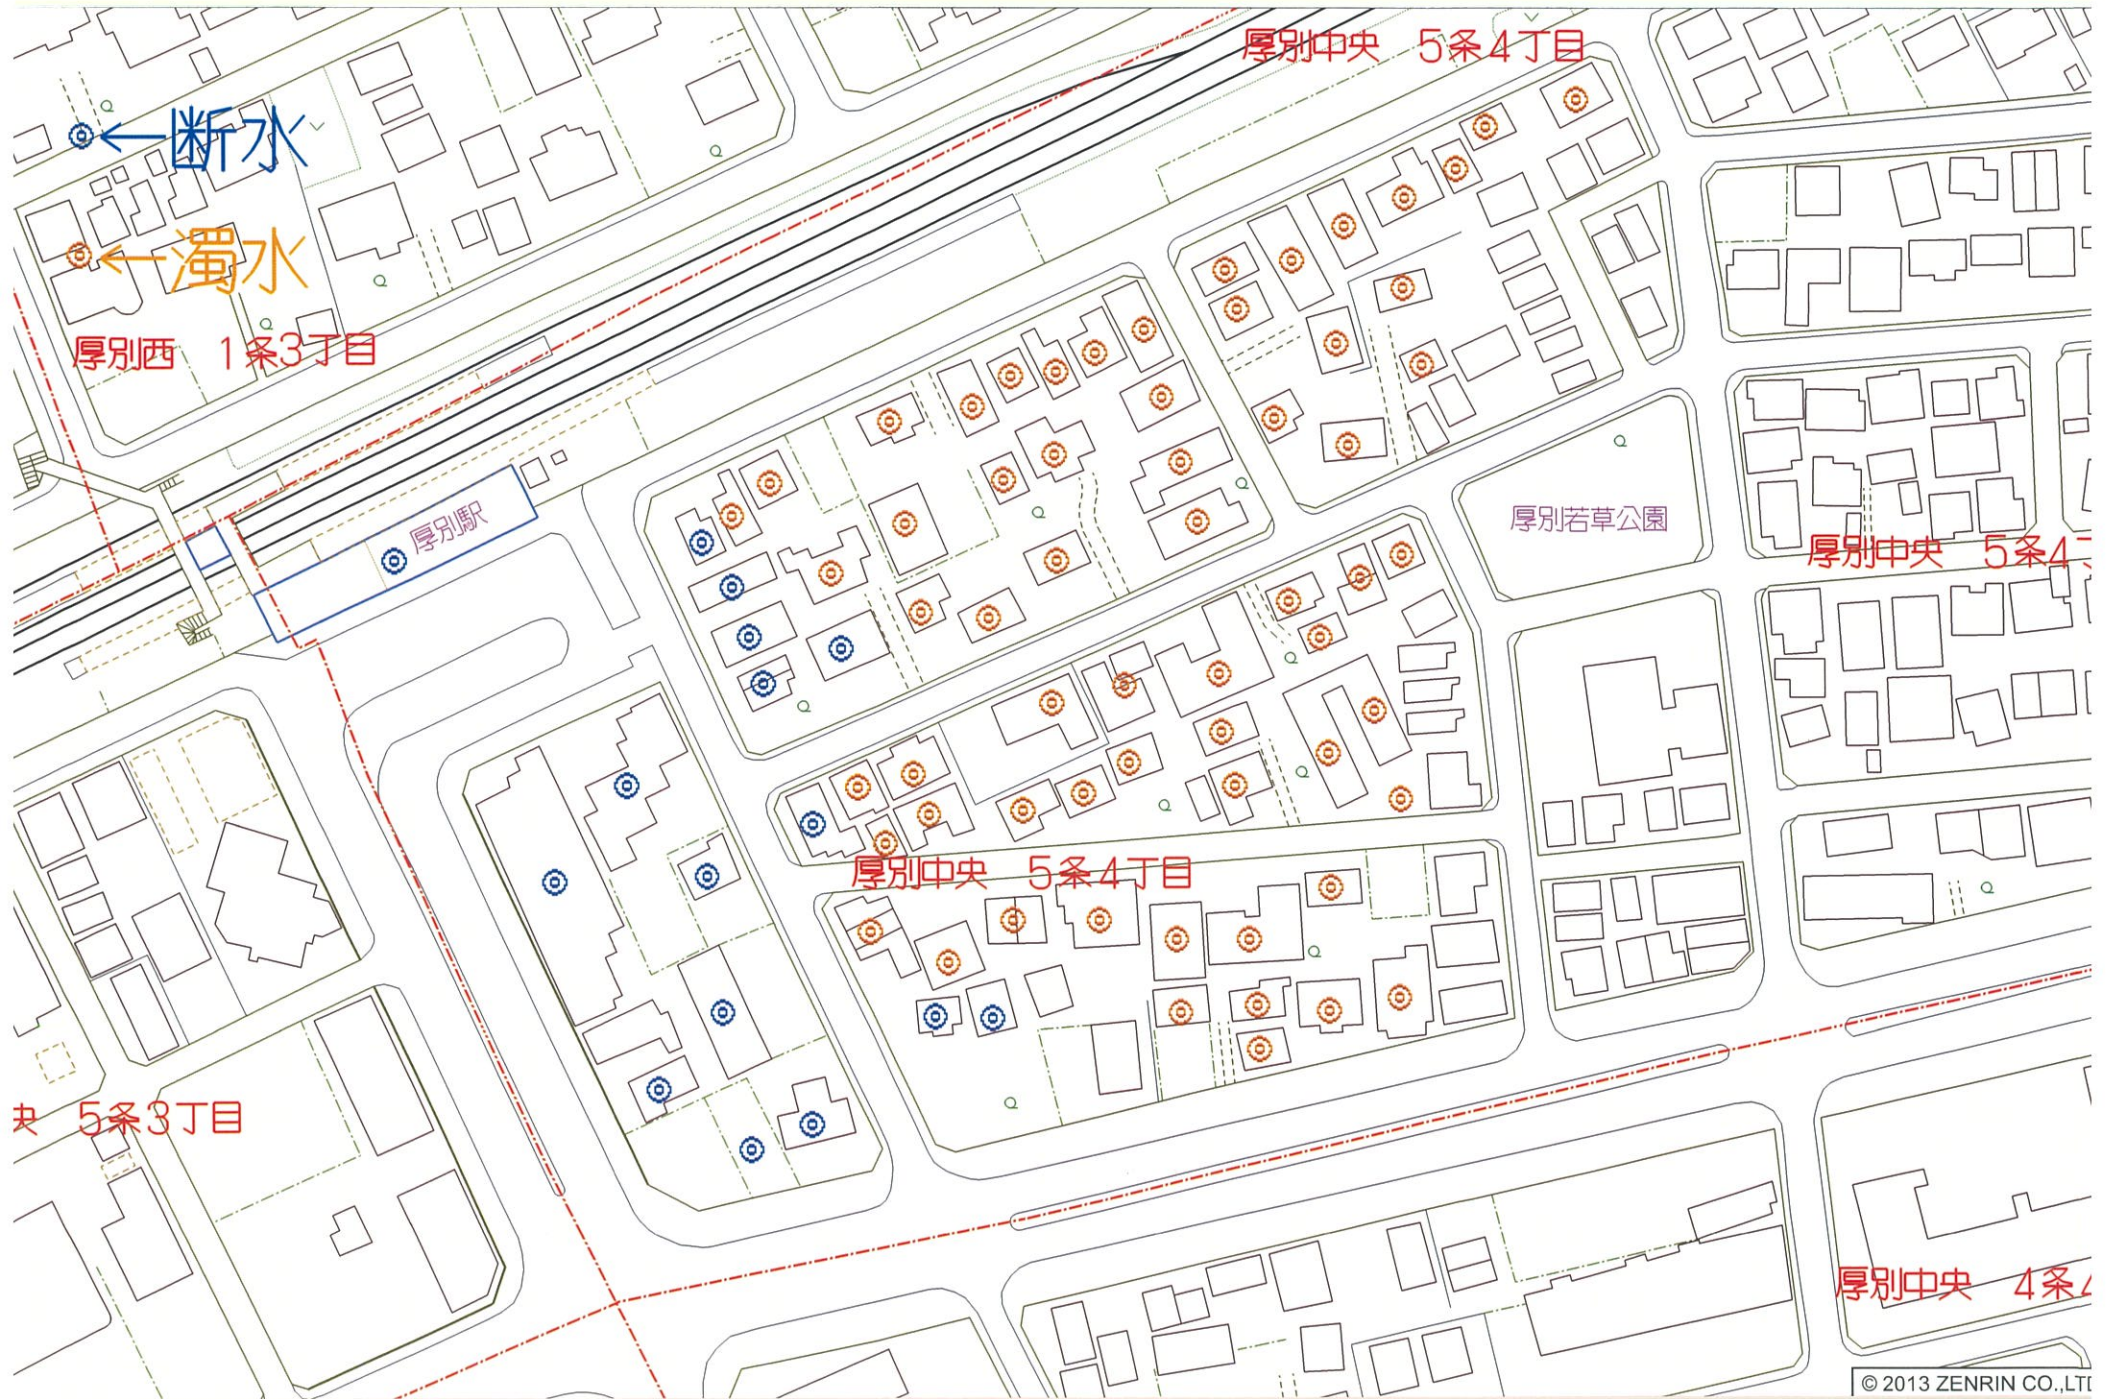 厚別中央 5条4丁目
←断水
←濁水
厚別西 1条3丁目
厚別駅
厚別若草公園
厚別中央 5条4
厚別中央 5条4丁目
央 5条3丁目
厚別中央 4条
© 2013 ZENRIN CO.,LT